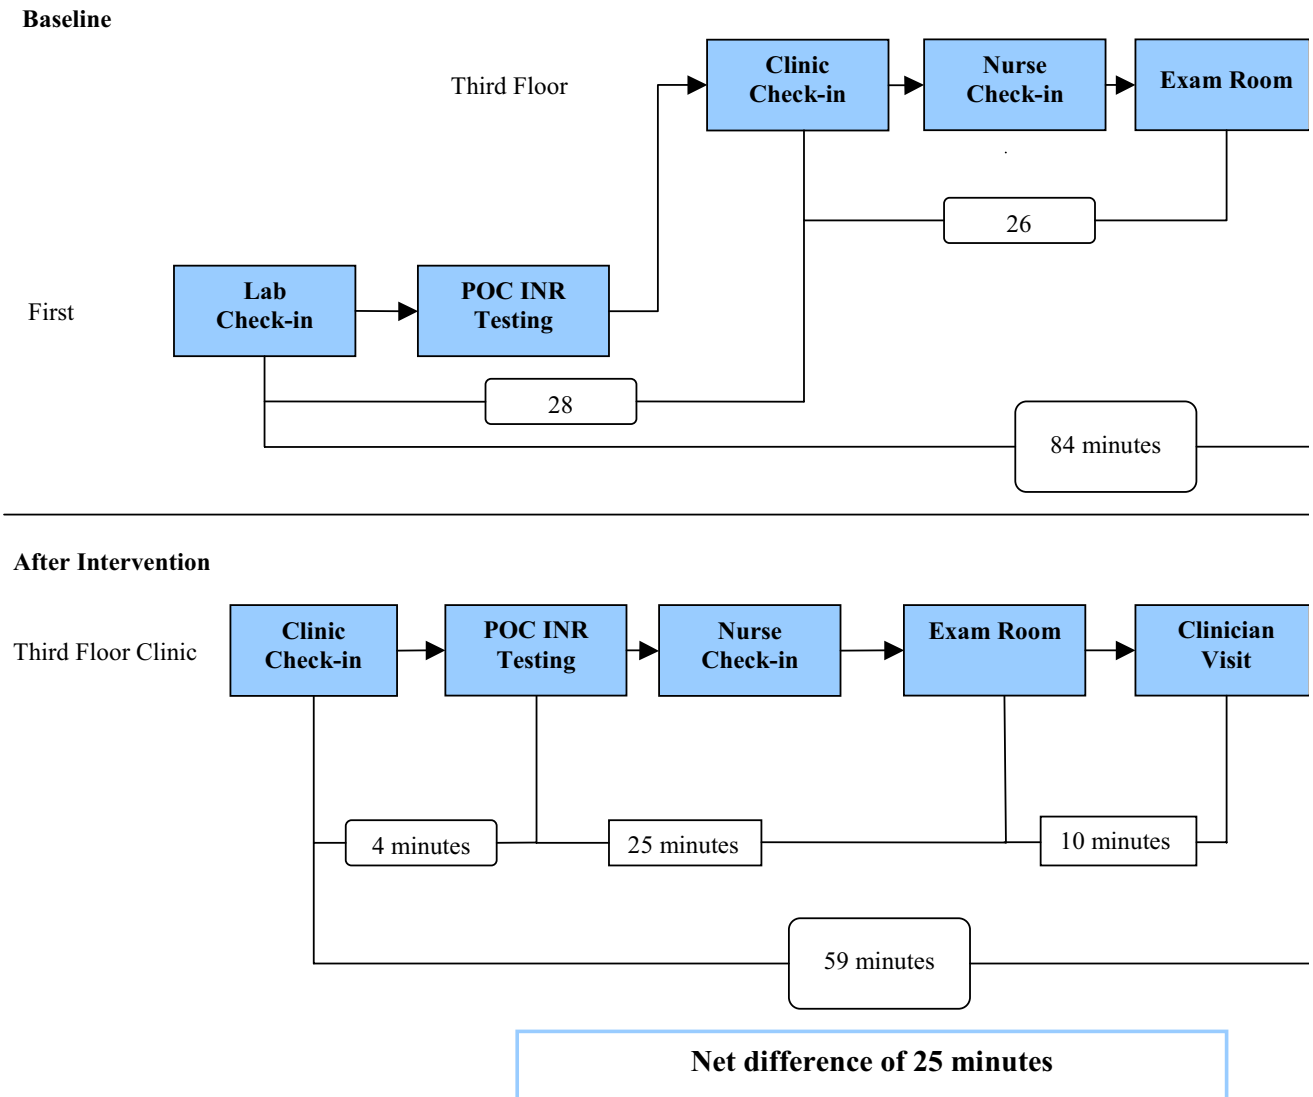 Baseline
Third Floor
Clinic
Check-in
Nurse
Check-in
Exam Room
26
First
Lab
Check-in
POC INR
Testing
28
84 minutes
After Intervention
Third Floor Clinic
Clinic
Check-in
POC INR
Testing
Nurse
Check-in
Exam Room
Clinician
Visit
4 minutes
25 minutes
10 minutes
59 minutes
Net difference of 25 minutes